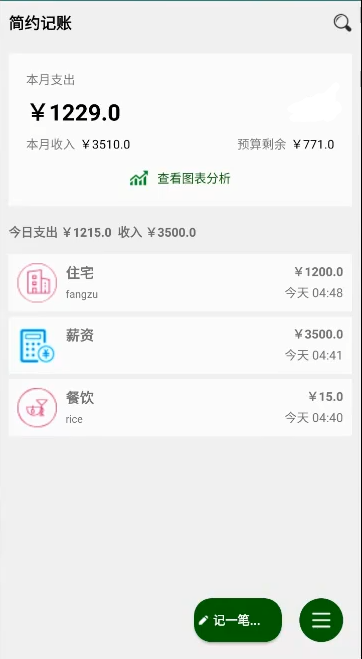 简约记账
本月支出
￥1229.0
本月收入 ￥3510.0 预算剩余 ￥771.0
查看图表分析
今日支出 ￥1215.0 收入 ￥3500.0
住宅 ￥1200.0
fangzu 今天 04:48
薪资 ￥3500.0
今天 04:41
餐饮 ￥15.0
rice 今天 04:40
记一笔...